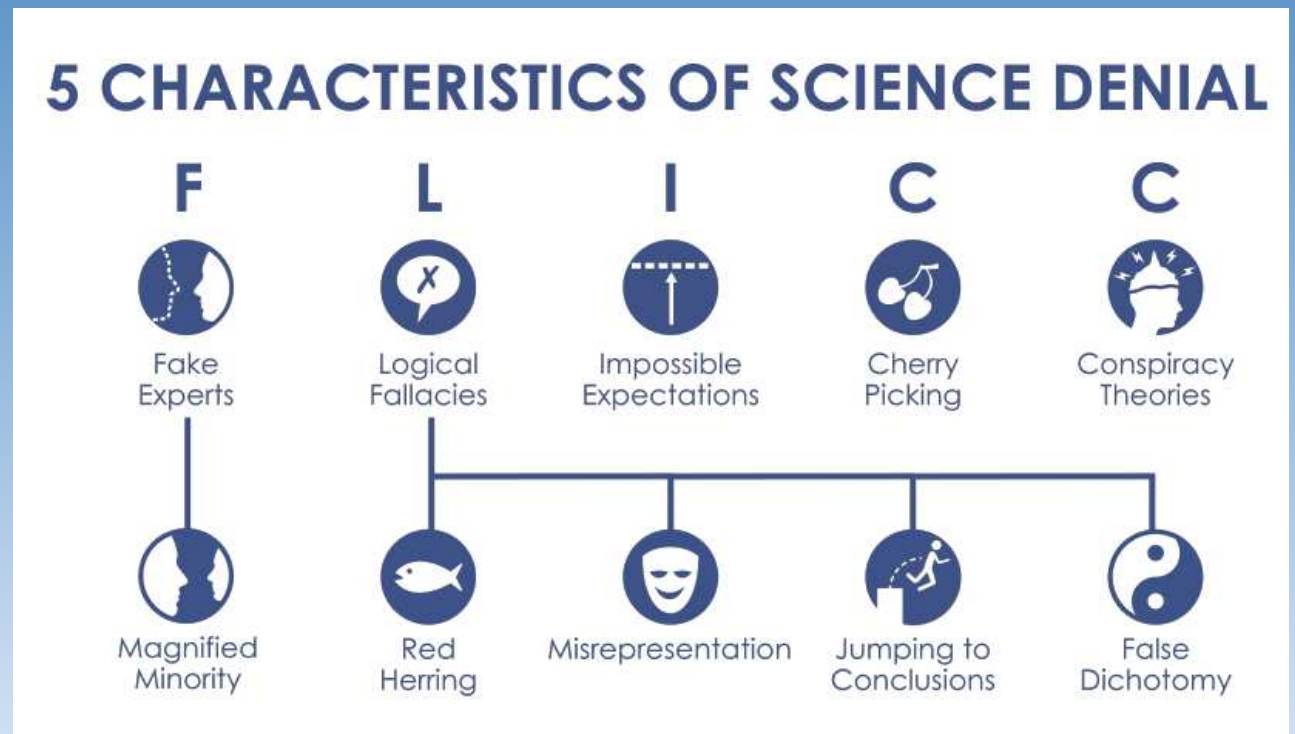 5 CHARACTERISTICS OF SCIENCE DENIAL
F
L
I
C
C
X
Fake
Experts
Logical
Fallacies
Impossible
Expectations
Cherry
Picking
Conspiracy
Theories
Magnified
Minority
Red
Herring
Misrepresentation
Jumping to
Conclusions
False
Dichotomy